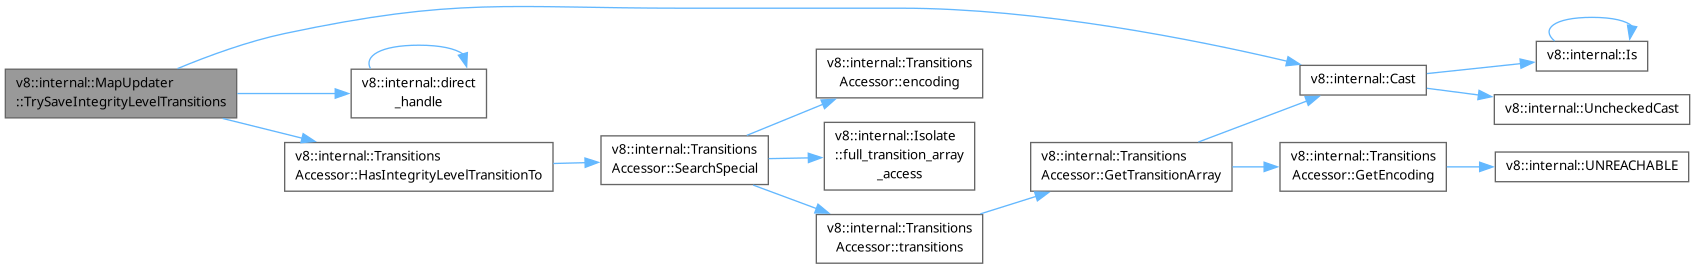 v8::internal::MapUpdater
::TrySaveIntegrityLevelTransitions
v8::internal::direct
_handle
v8::internal::Transitions
Accessor::HasIntegrityLevelTransitionTo
v8::internal::Transitions
Accessor::SearchSpecial
v8::internal::Transitions
Accessor::encoding
v8::internal::Isolate
::full_transition_array
_access
v8::internal::Transitions
Accessor::transitions
v8::internal::Transitions
Accessor::GetTransitionArray
v8::internal::Cast
v8::internal::Transitions
Accessor::GetEncoding
v8::internal::Is
v8::internal::UncheckedCast
v8::internal::UNREACHABLE